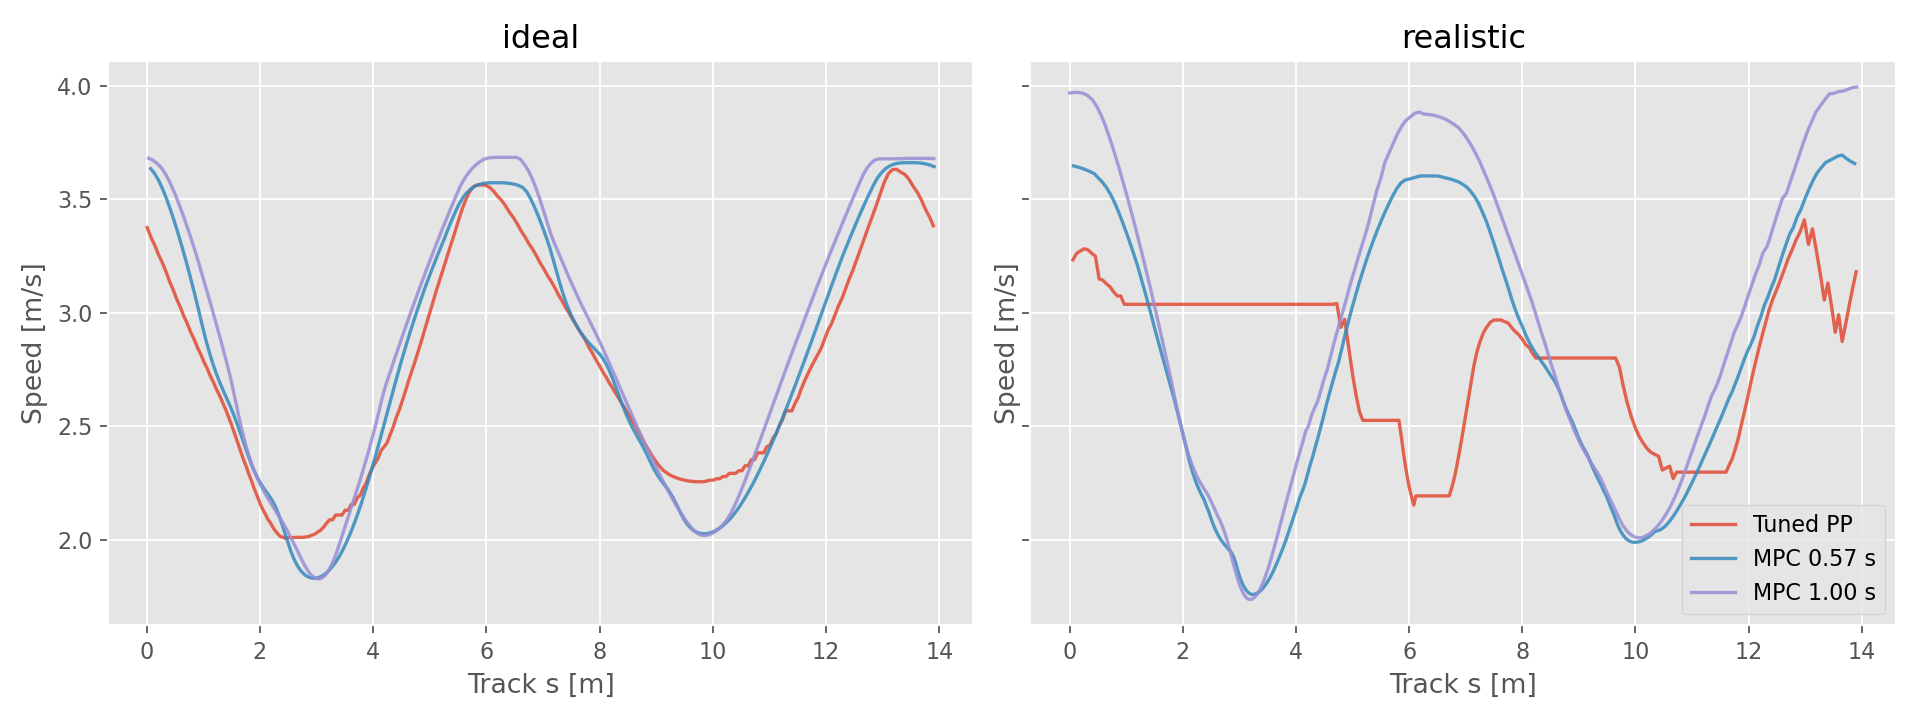 ideal
Speed [m/s]
4.0
3.5
3.0
2.5
2.0
0 2 4 6 8 10 12 14
Track s [m]
realistic
Speed [m/s]
0 2 4 6 8 10 12 14
Track s [m]
Tuned PP
MPC 0.57 s
MPC 1.00 s